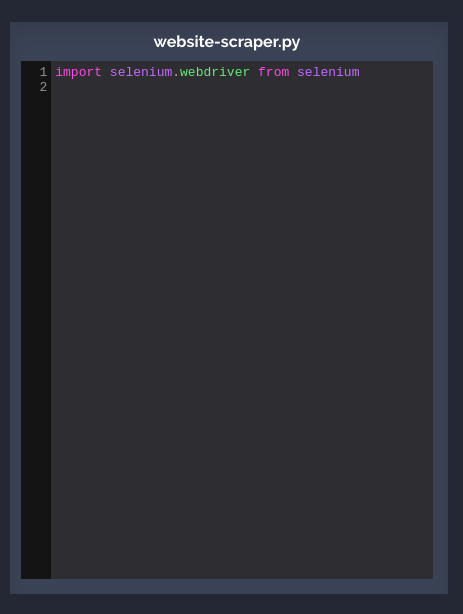 website-scraper.py
1 import selenium.webdriver from selenium
2